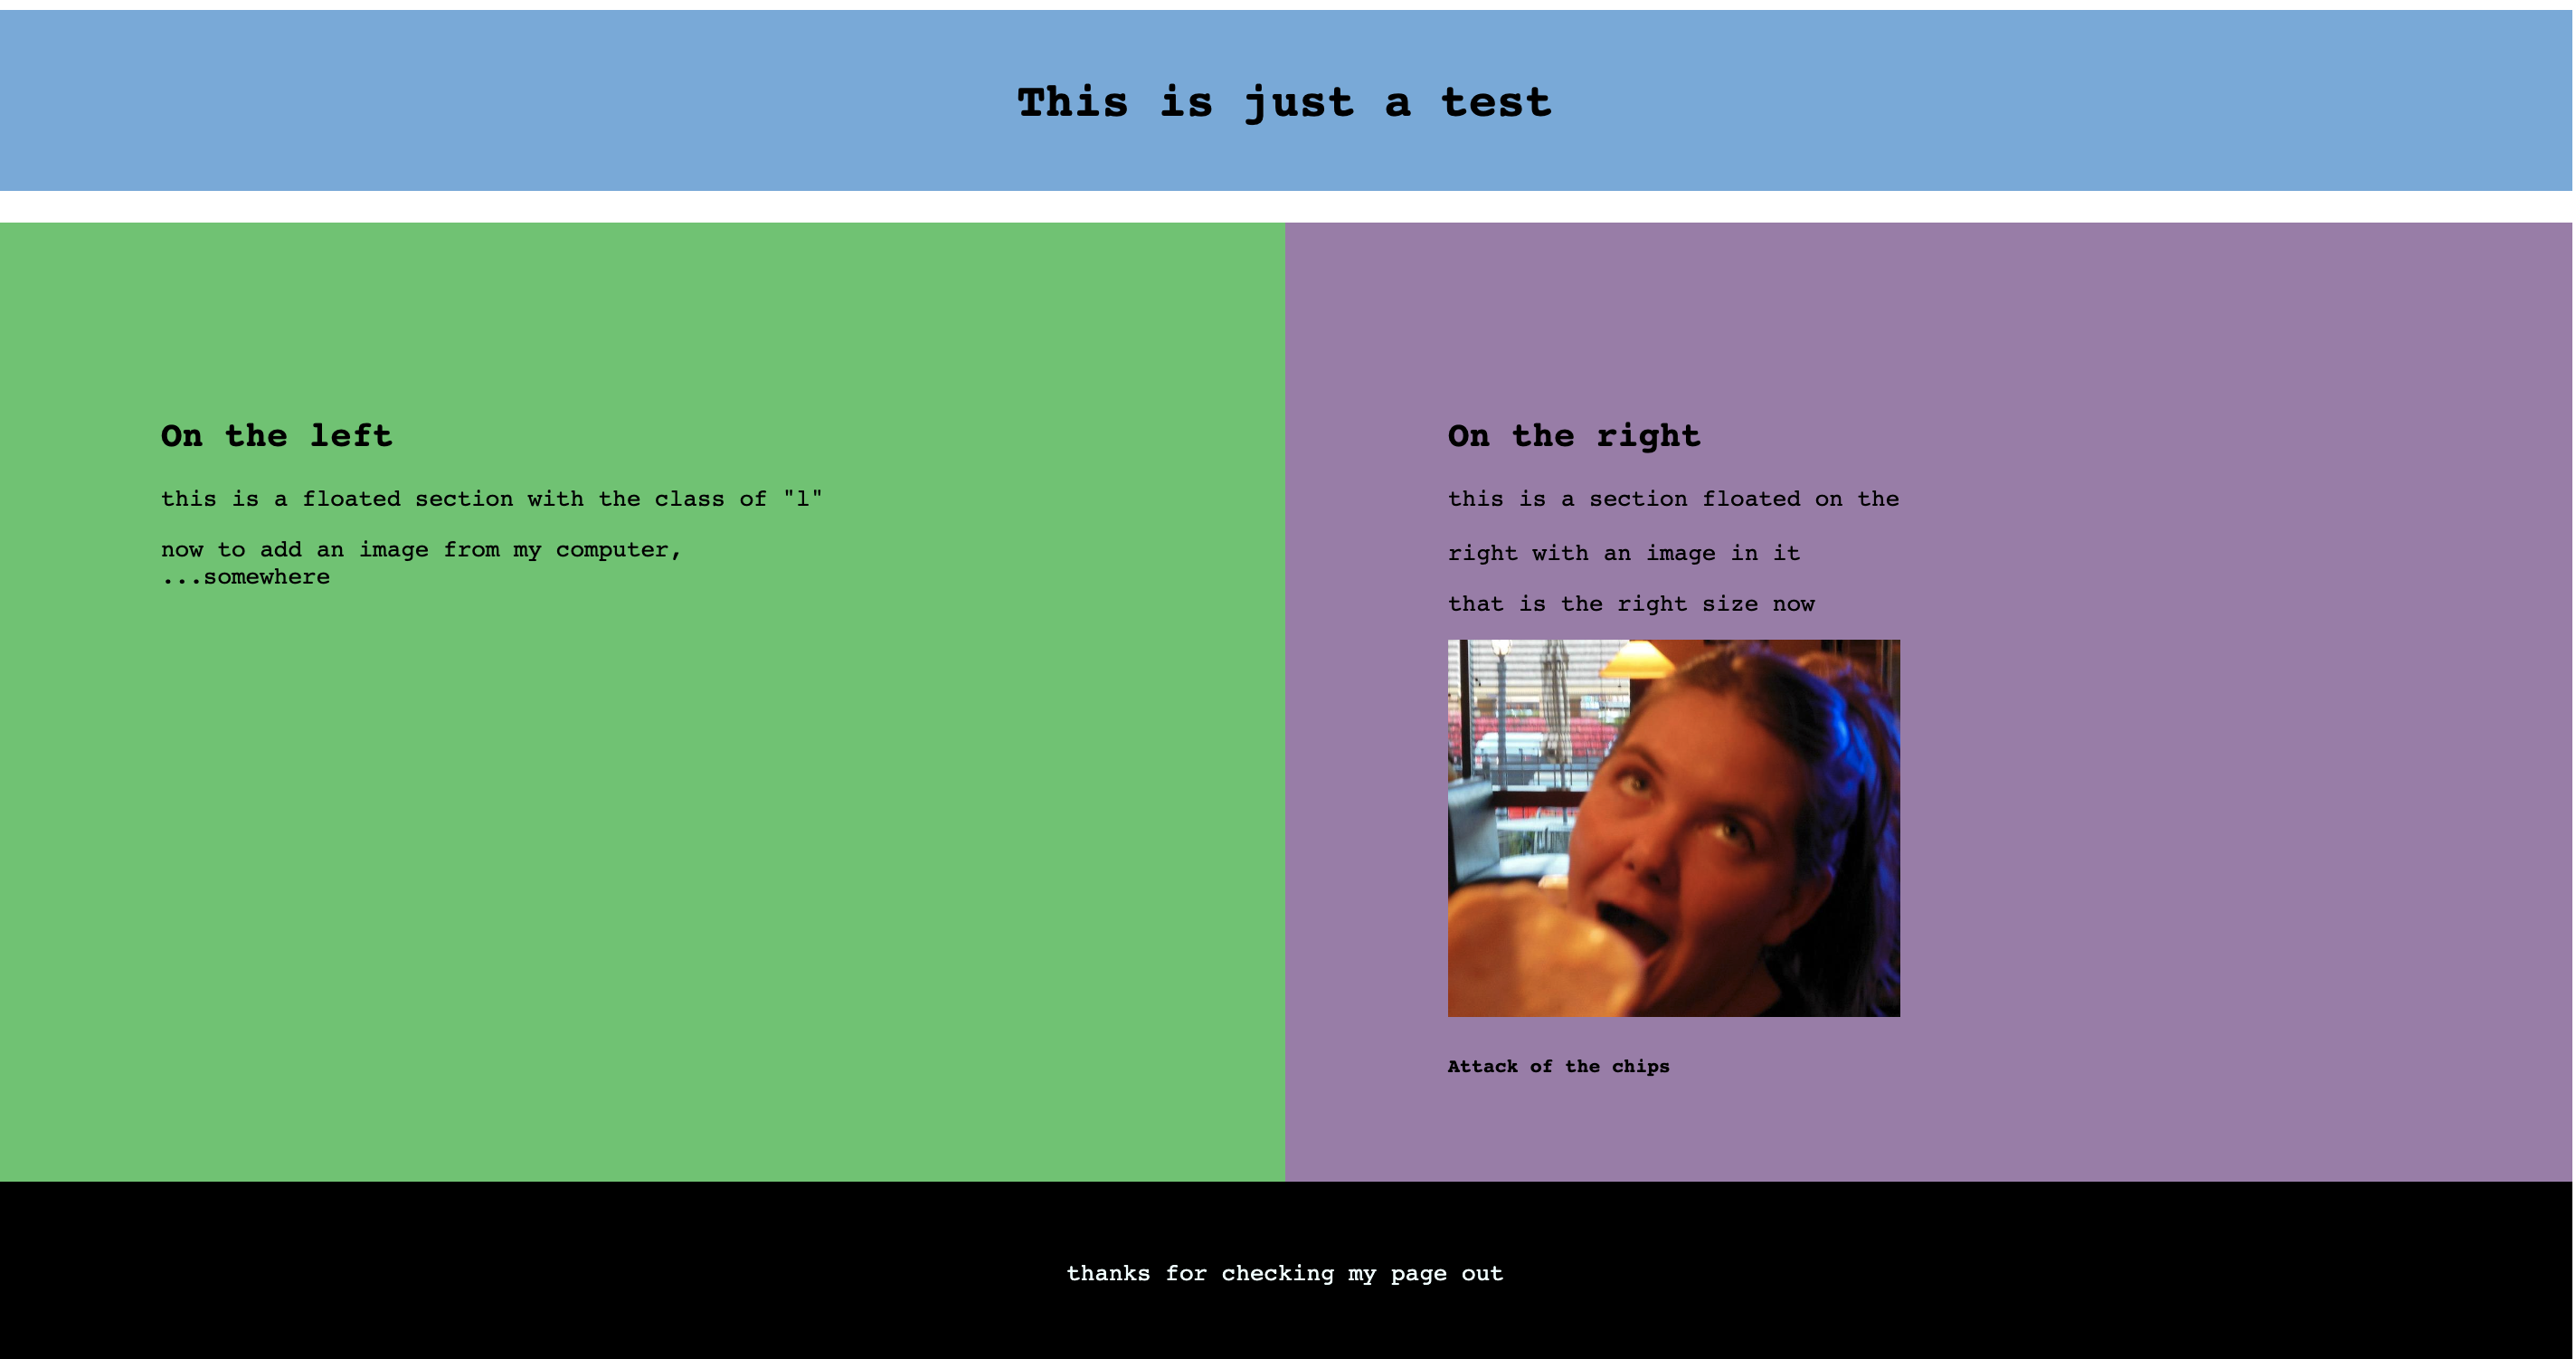 This is just a test
On the left
this is a floated section with the class of "l"
now to add an image from my computer,
...somewhere
On the right
this is a section floated on the
right with an image in it
that is the right size now
Attack of the chips
thanks for checking my page out